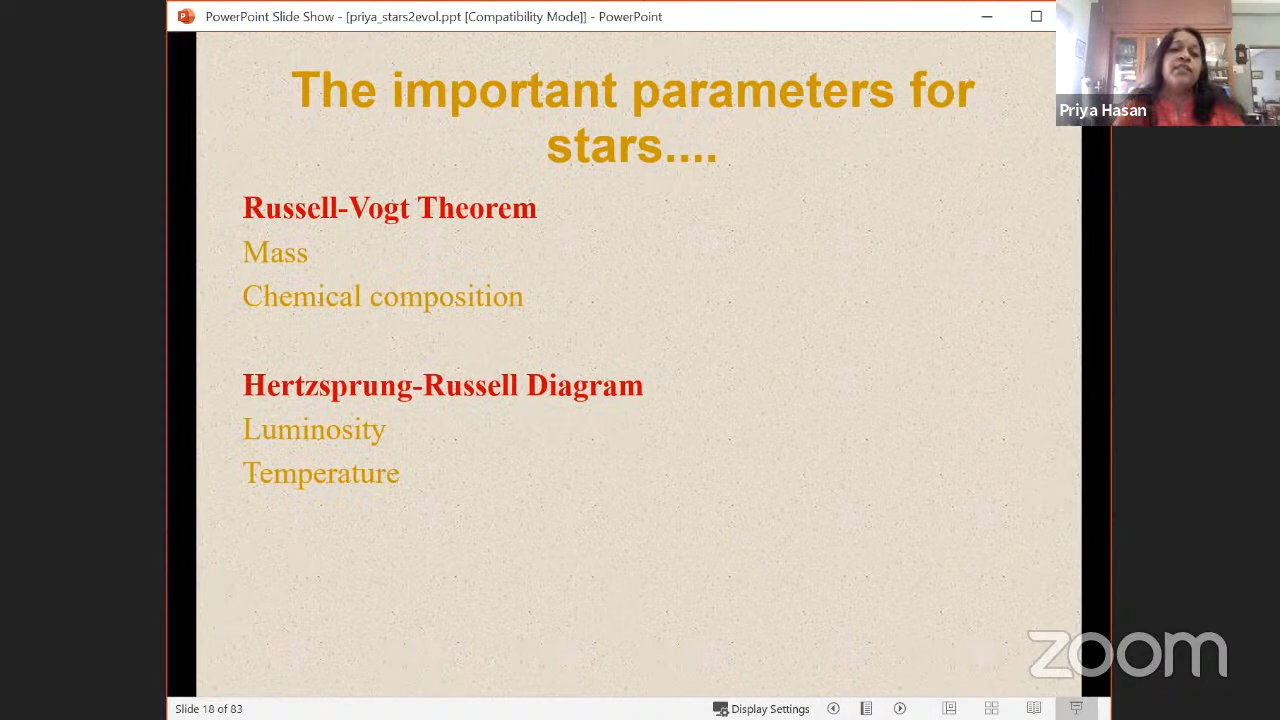 PowerPoint Slide Show - [priya_stars2evol.ppt [Compatibility Mode]] - PowerPoint
Priya Hasan
The important parameters for
stars....
Russell-Vogt Theorem
Mass
Chemical composition
Hertzsprung-Russell Diagram
Luminosity
Temperature
zoom
Slide 18 of 83
Display Settings